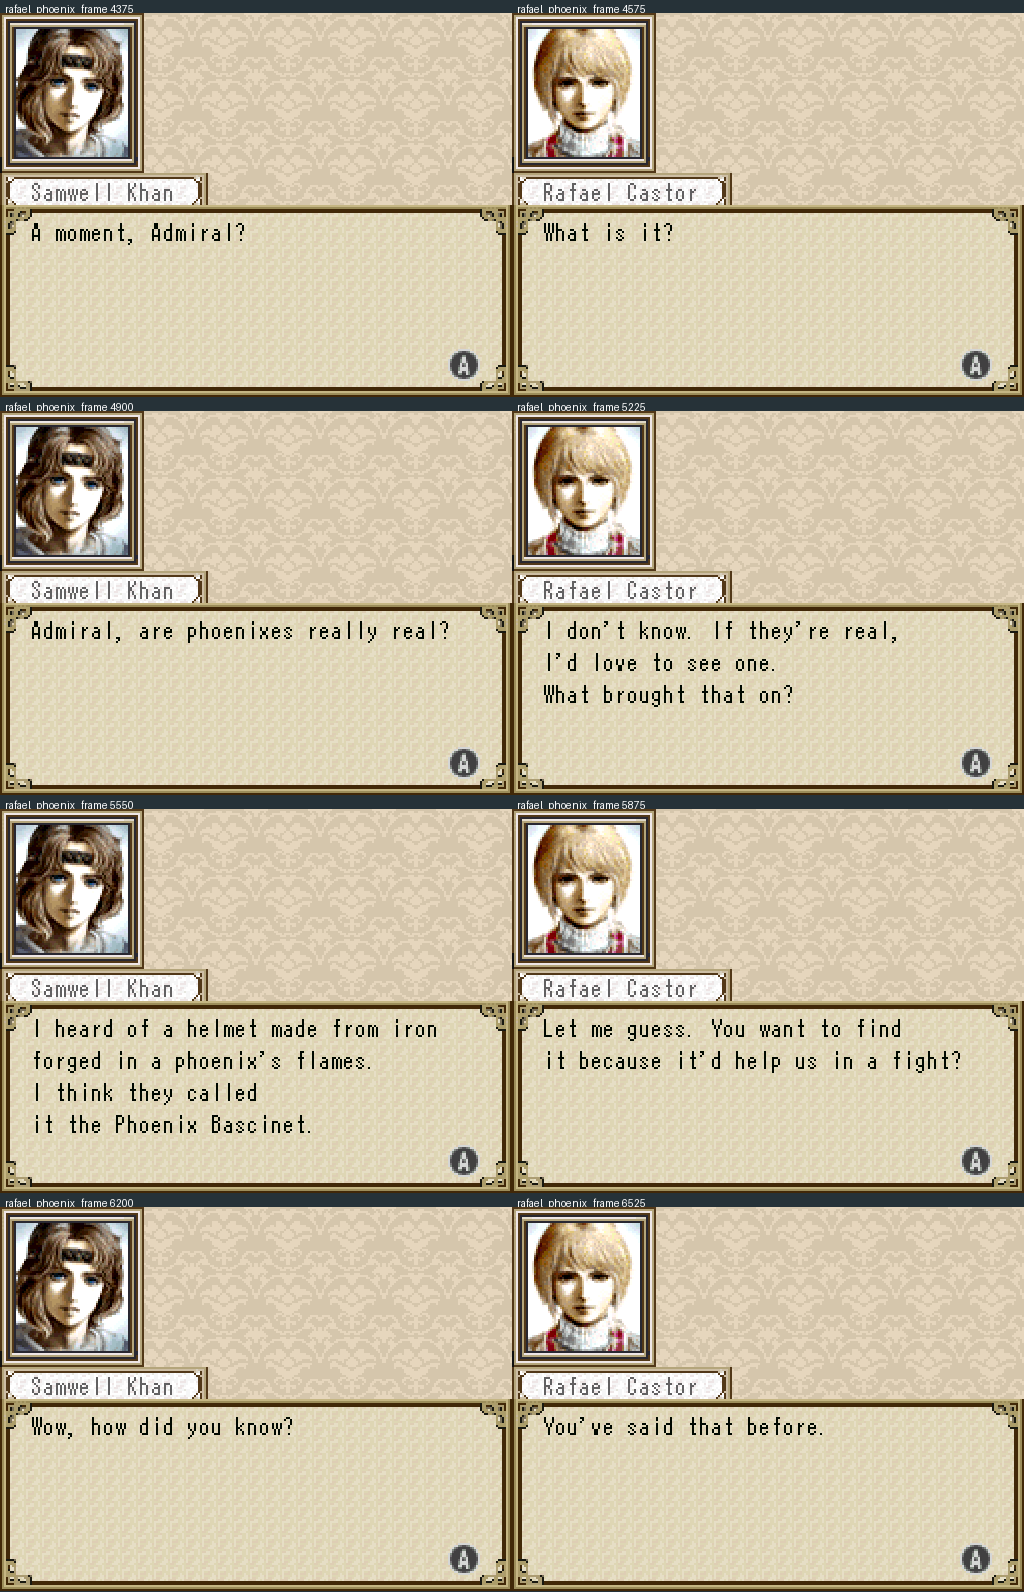 rafael_phoenix_frame 4375
Samwell Khan
A moment, Admiral?
A
rafael_phoenix_frame 4575
Rafael Castor
What is it?
A
rafael_phoenix_frame 4900
Samwell Khan
Admiral, are phoenixes really real?
A
rafael_phoenix_frame 5225
Rafael Castor
I don't know. If they're real,
I'd love to see one.
What brought that on?
A
rafael_phoenix_frame 5550
Samwell Khan
I heard of a helmet made from iron
forged in a phoenix's flames.
I think they called
it the Phoenix Bascinet.
A
rafael_phoenix_frame 5875
Rafael Castor
Let me guess. You want to find
it because it'd help us in a fight?
A
rafael_phoenix_frame 6200
Samwell Khan
Wow, how did you know?
A
rafael_phoenix_frame 6525
Rafael Castor
You've said that before.
A